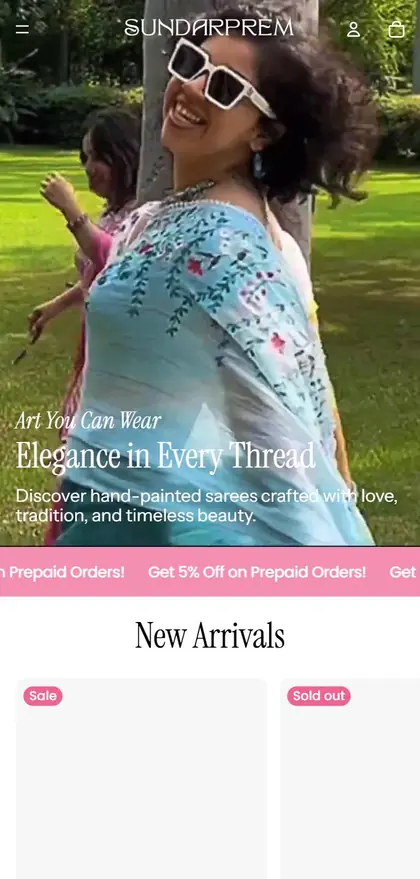 SUNDARPREM
Art You Can Wear
Elegance in Every Thread
Discover hand-painted sarees crafted with love,
tradition, and timeless beauty.
n Prepaid Orders! Get 5% Off on Prepaid Orders! Get
New Arrivals
Sale Sold out